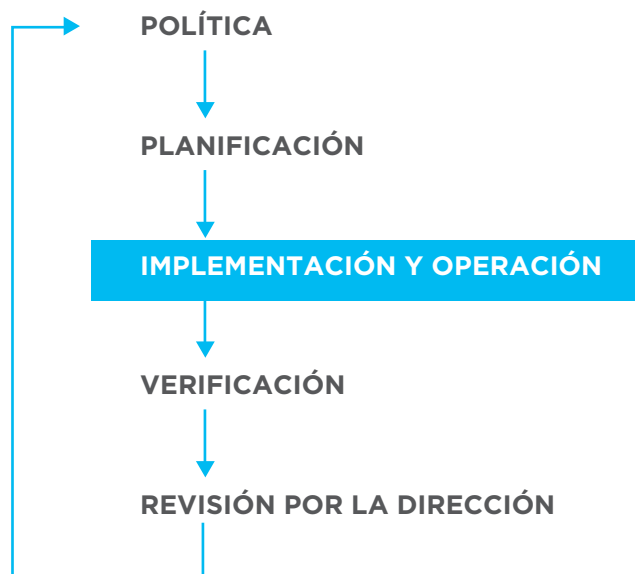 POLÍTICA
PLANIFICACIÓN
IMPLEMENTACIÓN Y OPERACIÓN
VERIFICACIÓN
REVISIÓN POR LA DIRECCIÓN